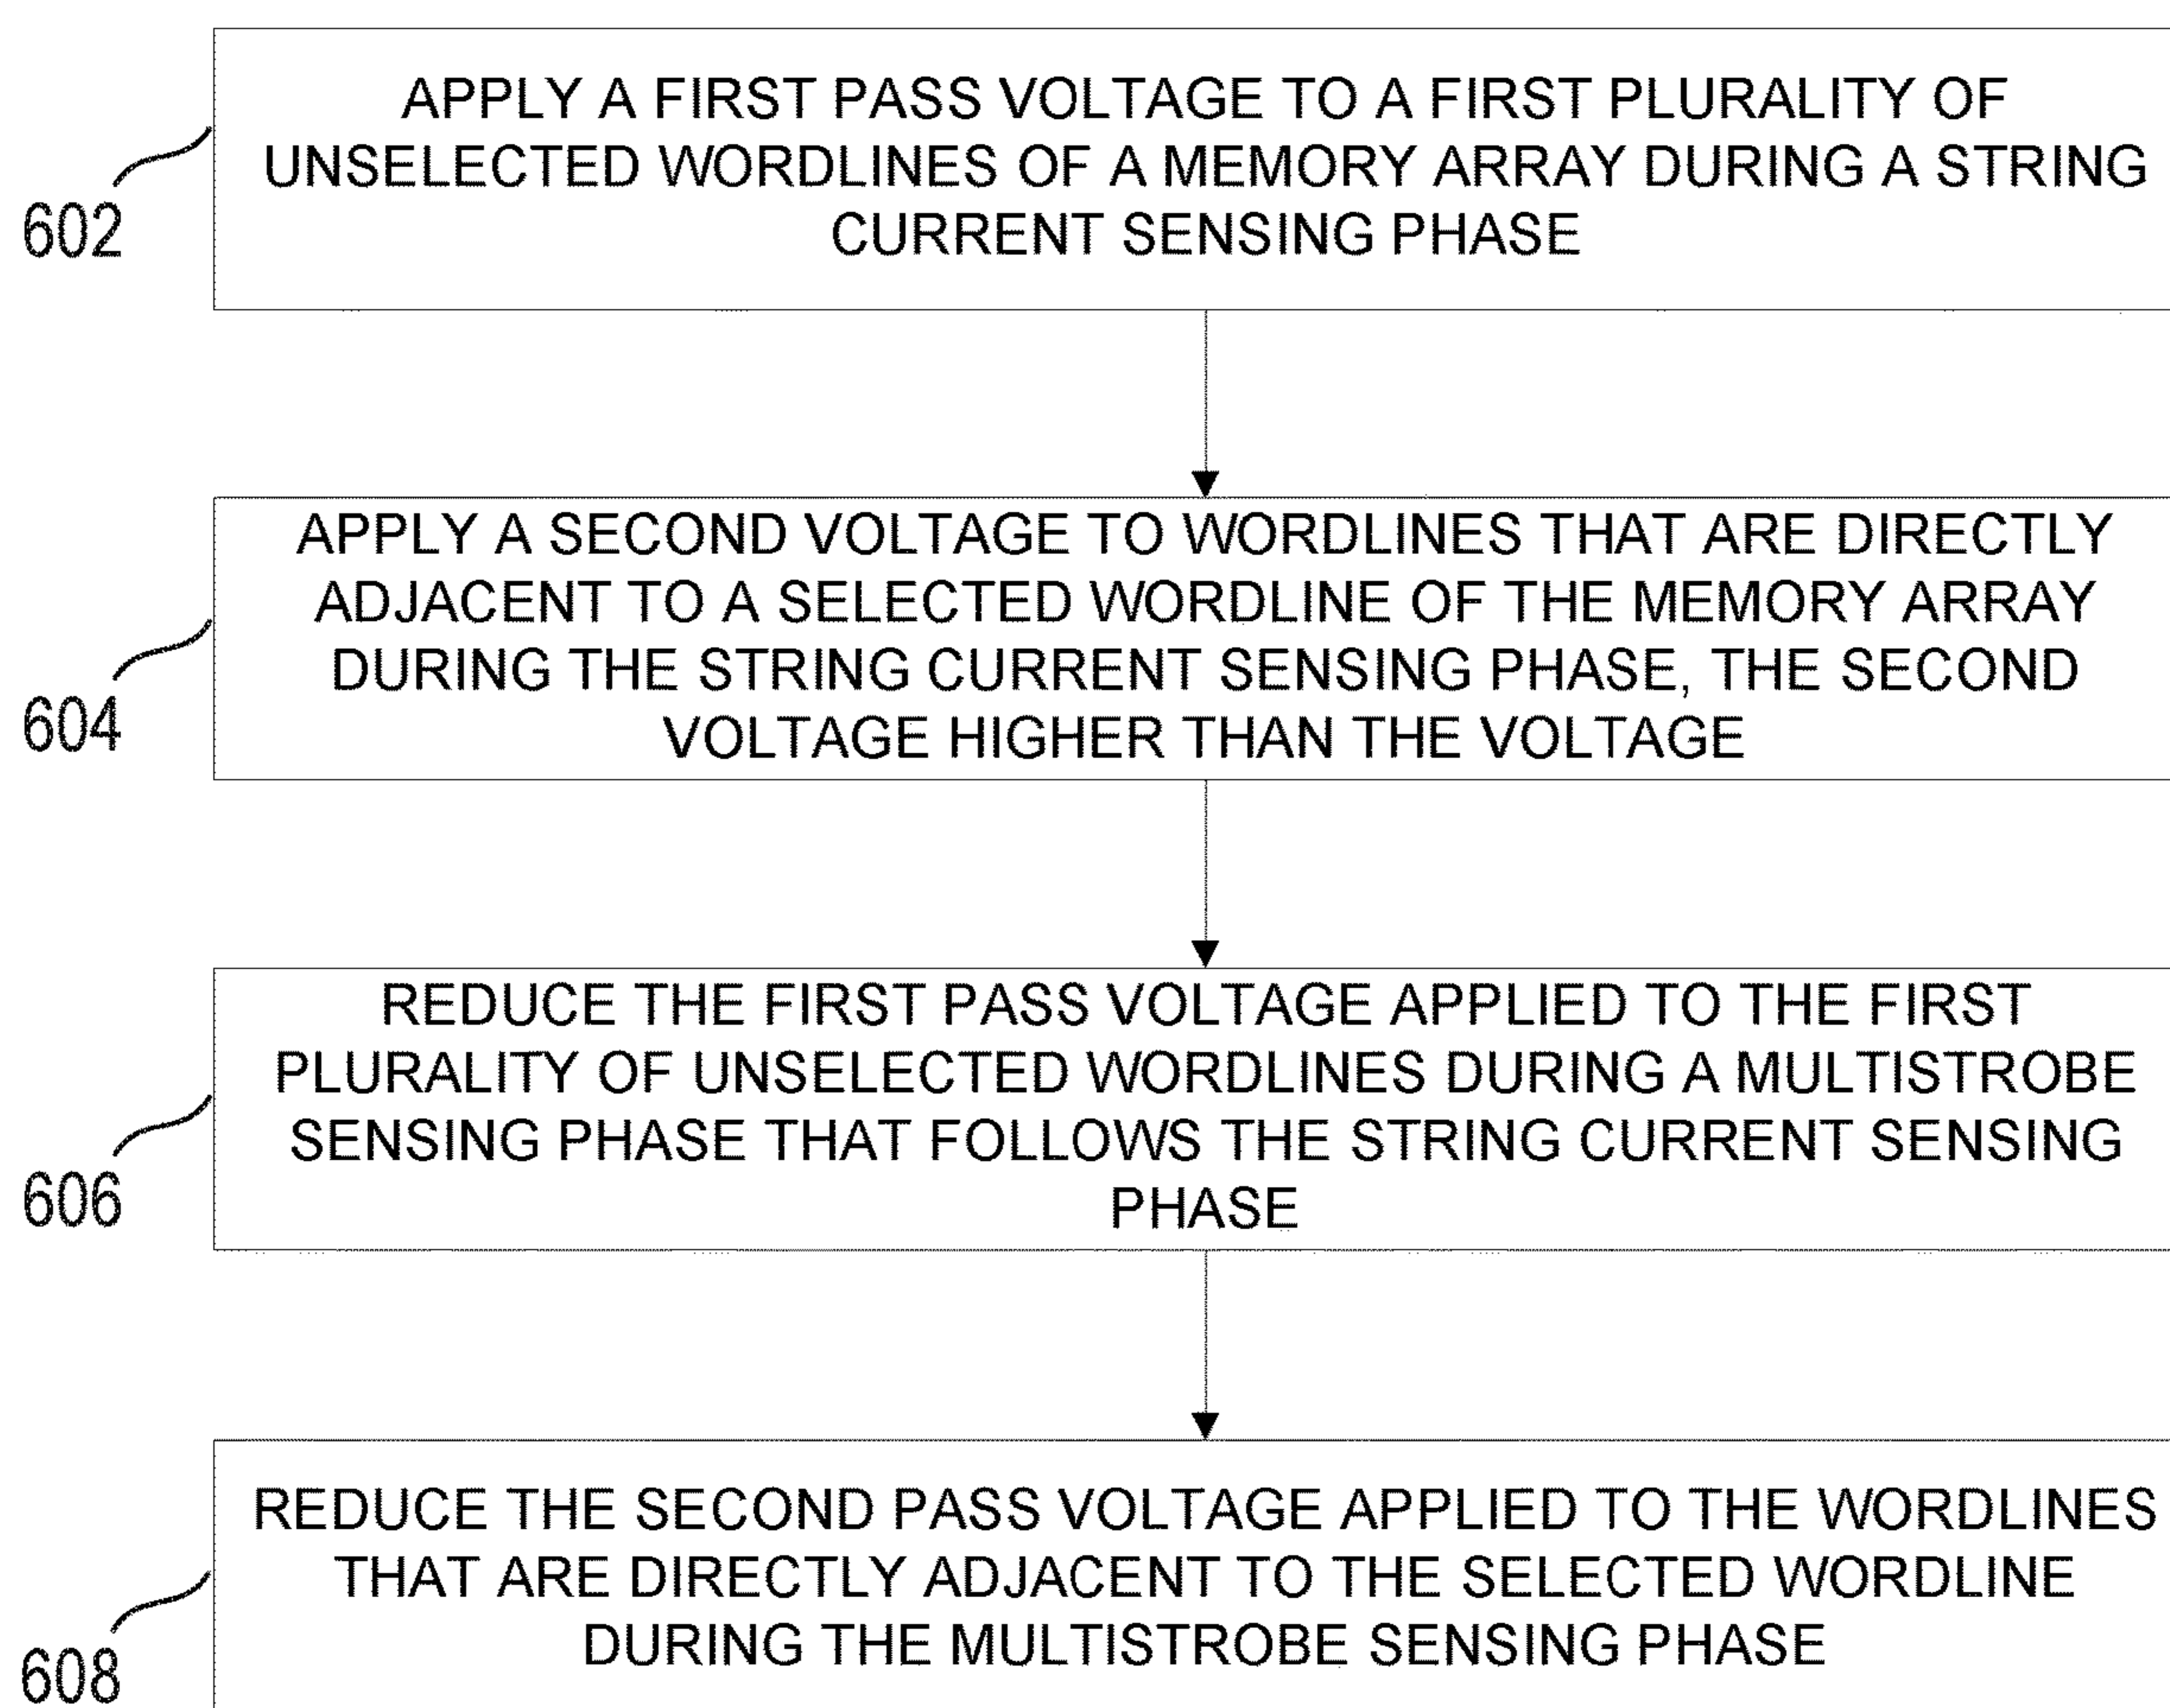 APPLY A FIRST PASS VOLTAGE TO A FIRST PLURALITY OF
UNSELECTED WORDLINES OF A MEMORY ARRAY DURING A STRING
CURRENT SENSING PHASE
602
APPLY A SECOND VOLTAGE TO WORDLINES THAT ARE DIRECTLY
ADJACENT TO A SELECTED WORDLINE OF THE MEMORY ARRAY
DURING THE STRING CURRENT SENSING PHASE, THE SECOND
VOLTAGE HIGHER THAN THE VOLTAGE
604
REDUCE THE FIRST PASS VOLTAGE APPLIED TO THE FIRST
PLURALITY OF UNSELECTED WORDLINES DURING A MULTISTROBE
SENSING PHASE THAT FOLLOWS THE STRING CURRENT SENSING
PHASE
606
REDUCE THE SECOND PASS VOLTAGE APPLIED TO THE WORDLINES
THAT ARE DIRECTLY ADJACENT TO THE SELECTED WORDLINE
DURING THE MULTISTROBE SENSING PHASE
608